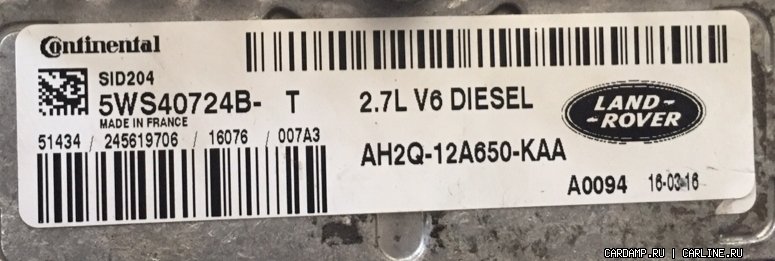 Continental
SID204
5WS40724B- T
MADE IN FRANCE
51434 / 245619706 / 16076 / 007A3
2.7L V6 DIESEL
AH2Q-12A650-KAA
LAND-
-ROVER
A0094 16-03-16
CARDAMP.RU | CARLINE.RU